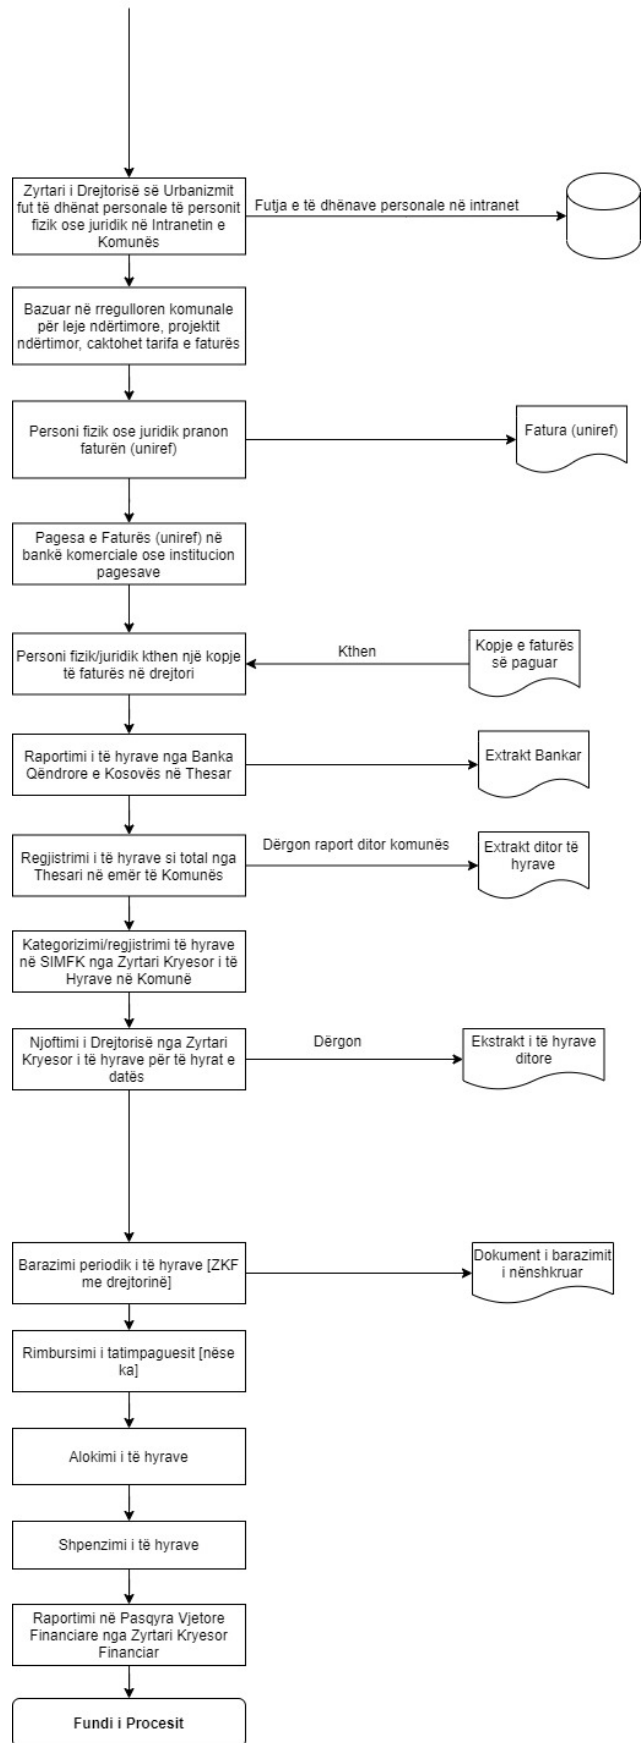 Zyrtari i Drejtorisë së Urbanizmit
fut të dhënat personale të personit
fizik ose juridik në Intranetin e
Komunës
Futja e të dhënave personale në intranet
Bazuar në rregulloren komunale
për leje ndërtimore, projektit
ndërtimor, caktohet tarifa e faturës
Personi fizik ose juridik pranon
faturën (uniref)
Fatura (uniref)
Pagesa e Faturës (uniref) në
bankë komerciale ose institucion
pagesave
Personi fizik/juridik kthen një kopje
të faturës në drejtori
Kthen
Kopje e faturës
së paguar
Raportimi i të hyrave nga Banka
Qëndrore e Kosovës në Thesar
Extrakt Bankar
Regjistrimi i të hyrave si total nga
Thesari në emër të Komunës
Dërgon raport ditor komunës
Extrakt ditor të
hyrave
Kategorizimi/regjistrimi të hyrave
në SIMFK nga Zyrtari Kryesor i të
Hyrave në Komunë
Njoftimi i Drejtorisë nga Zyrtari
Kryesor i të hyrave për të hyrat e
datës
Dërgon
Ekstrakt i të hyrave
ditore
Barazimi periodik i të hyrave [ZKF
me drejtorinë]
Dokument i barazimit
i nënshkruar
Rimbursimi i tatimpaguesit [nëse
ka]
Alokimi i të hyrave
Shpenzimi i të hyrave
Raportimi në Pasqyra Vjetore
Financiare nga Zyrtari Kryesor
Financiar
Fundi i Procesit